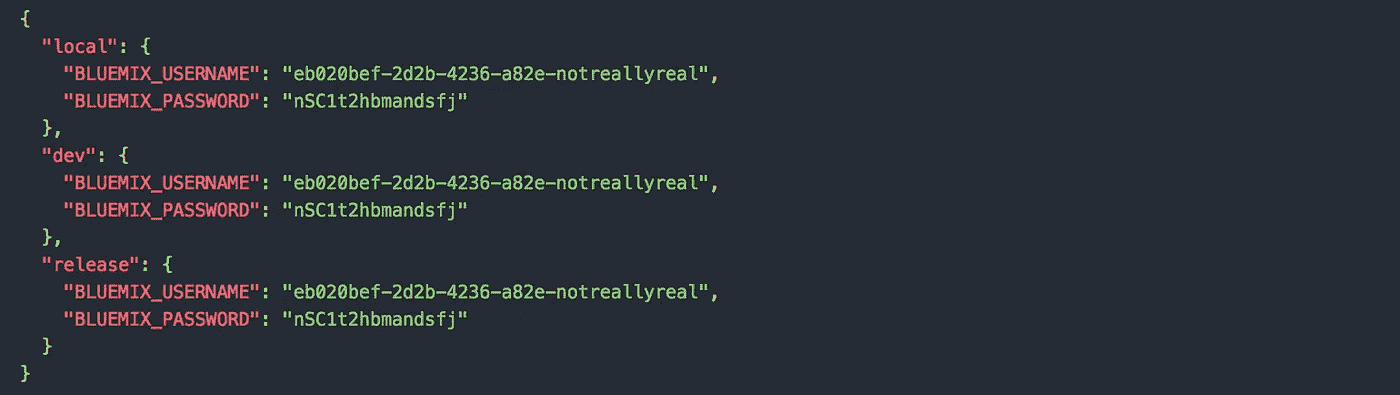 {
  "local": {
    "BLUEMIX_USERNAME": "eb020bef-2d2b-4236-a82e-notreallyreal",
    "BLUEMIX_PASSWORD": "nSC1t2hbmandsfj"
  },
  "dev": {
    "BLUEMIX_USERNAME": "eb020bef-2d2b-4236-a82e-notreallyreal",
    "BLUEMIX_PASSWORD": "nSC1t2hbmandsfj"
  },
  "release": {
    "BLUEMIX_USERNAME": "eb020bef-2d2b-4236-a82e-notreallyreal",
    "BLUEMIX_PASSWORD": "nSC1t2hbmandsfj"
  }
}